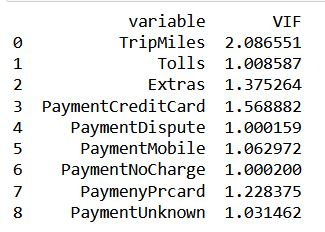 variable VIF
0 TripMiles 2.086551
1 Tolls 1.008587
2 Extras 1.375264
3 PaymentCreditCard 1.568882
4 PaymentDispute 1.000159
5 PaymentMobile 1.062972
6 PaymentNoCharge 1.000200
7 PaymenyPrcard 1.228375
8 PaymentUnknown 1.031462